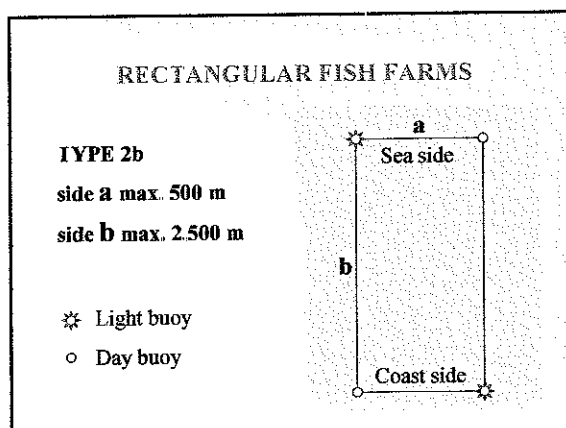 RECTANGULAR FISH FARMS
TYPE 2b
side a max. 500 m
side b max. 2.500 m
Light buoy
Day buoy
a
Sea side
b
Coast side